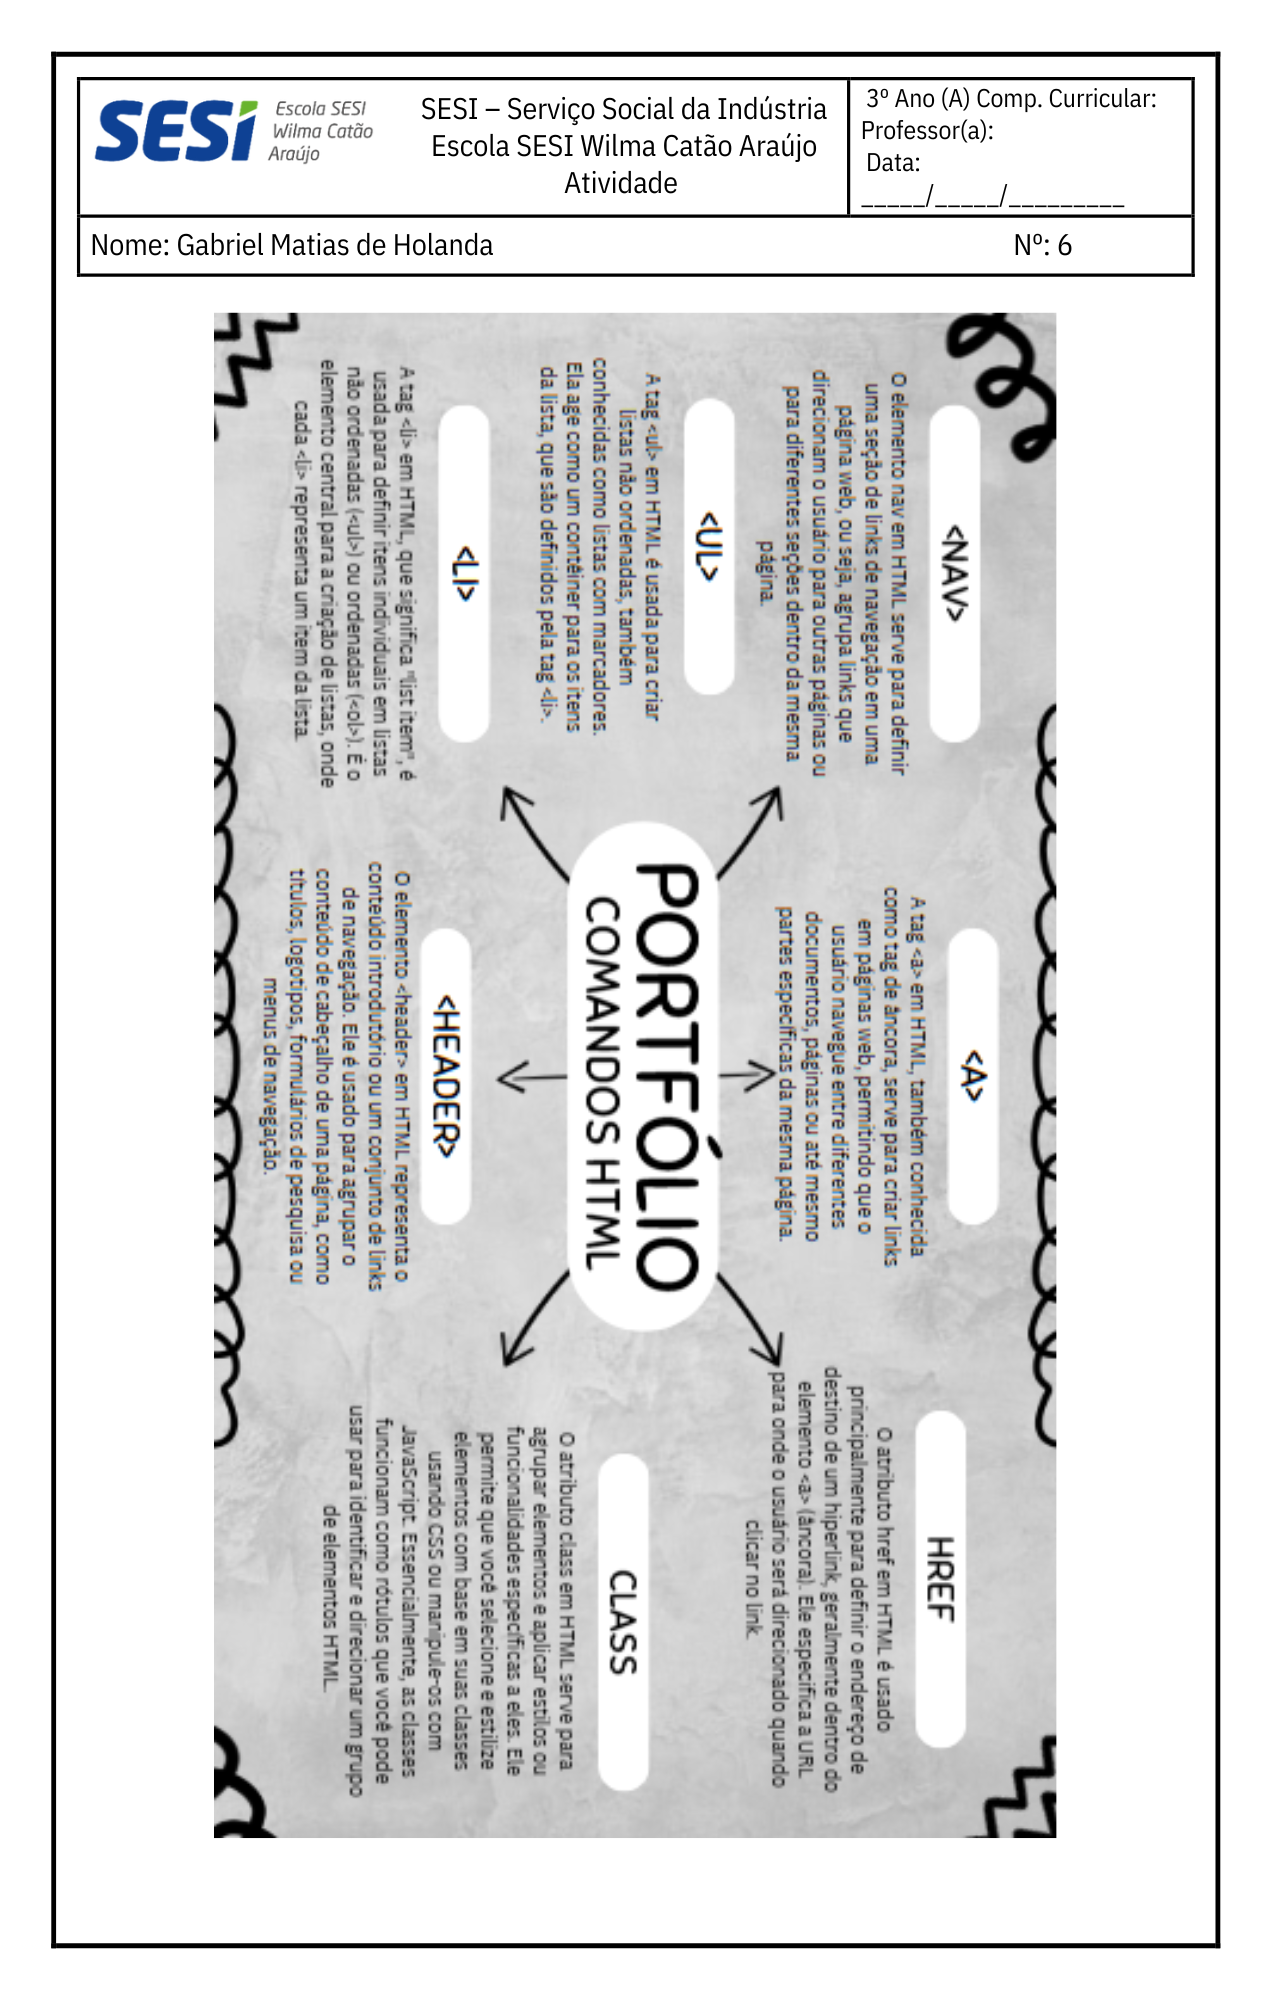 SESI
Escola SESI
Wilma Catão
Araújo
SESI – Serviço Social da Indústria
Escola SESI Wilma Catão Araújo
Atividade
3º Ano (A) Comp. Curricular:
Professor(a):
Data:
_____/_____/_________
Nome: Gabriel Matias de Holanda Nº: 6
<NAV>
O elemento nav em HTML serve para definir
uma seção de links de navegação em uma
página web, ou seja, agrupa links que
direcionam o usuário para outras páginas ou
para diferentes seções dentro da mesma
página.
<A>
A tag <a> em HTML, também conhecida
como tag de âncora, serve para criar links
em páginas web, permitindo que o
usuário navegue entre diferentes
documentos, páginas ou até mesmo
partes específicas da mesma página.
HREF
O atributo href em HTML é usado
principalmente para definir o endereço de
destino de um hiperlink, geralmente dentro do
elemento <a> (âncora). Ele especifica a URL
para onde o usuário será direcionado quando
clicar no link.
<UL>
A tag <ul> em HTML é usada para criar
listas não ordenadas, também
conhecidas como listas com marcadores.
Ela age como um contêiner para os itens
da lista, que são definidos pela tag <li>.
PORTFÓLIO
COMANDOS HTML
CLASS
O atributo class em HTML serve para
agrupar elementos e aplicar estilos ou
funcionalidades específicas a eles. Ele
permite que você selecione e estilize
elementos com base em suas classes
usando CSS ou manipule-os com
JavaScript. Essencialmente, as classes
funcionam como rótulos que você pode
usar para identificar e direcionar um grupo
de elementos HTML.
<LI>
A tag <li> em HTML, que significa "list item", é
usada para definir itens individuais em listas
não ordenadas (<ul>) ou ordenadas (<ol>). É o
elemento central para a criação de listas, onde
cada <li> representa um item da lista.
<HEADER>
O elemento <header> em HTML representa o
conteúdo introdutório ou um conjunto de links
de navegação. Ele é usado para agrupar o
conteúdo de cabeçalho de uma página, como
títulos, logotipos, formulários de pesquisa ou
menus de navegação.